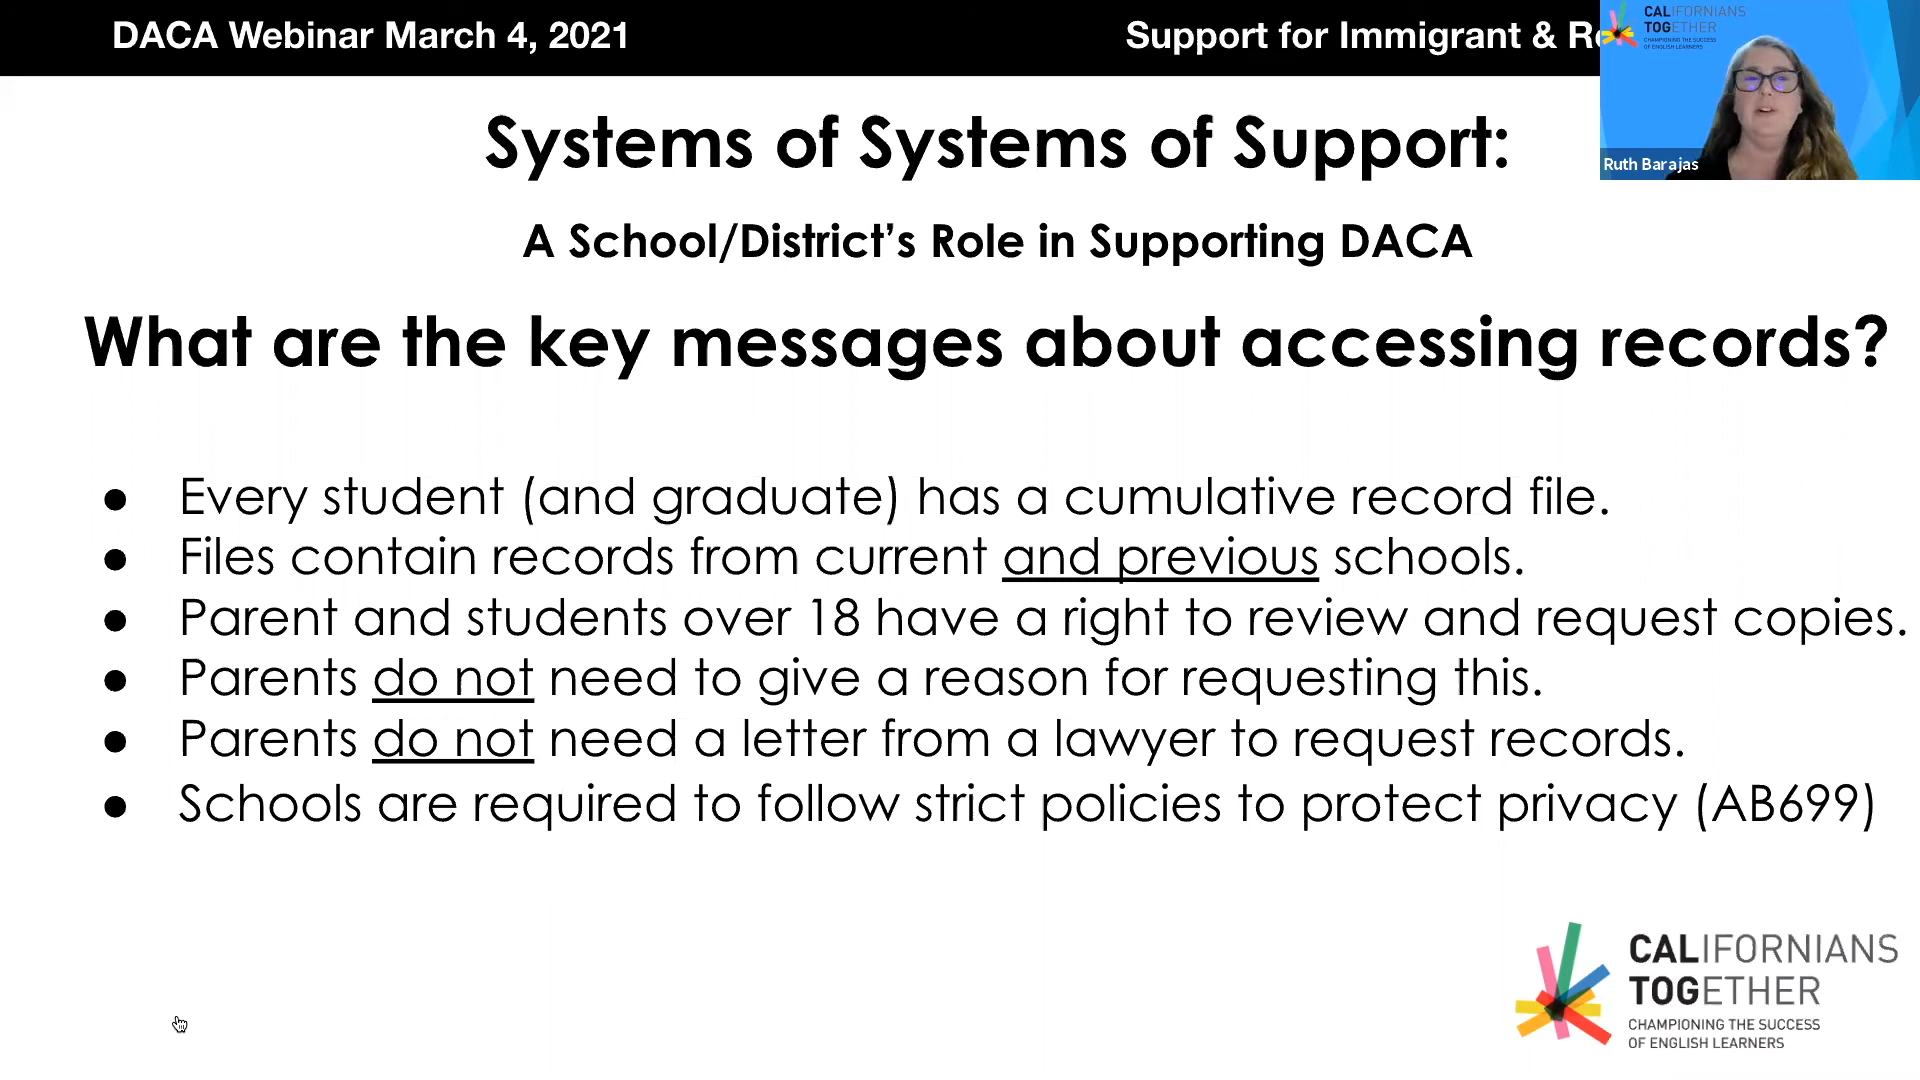 DACA Webinar March 4, 2021
Support for Immigrant &
CALIFORNIANS
TOGETHER
CHAMPIONING THE SUCCESS
OF ENGLISH LEARNERS
Ruth Barajas
Systems of Systems of Support:
A School/District’s Role in Supporting DACA
What are the key messages about accessing records?
● Every student (and graduate) has a cumulative record file.
● Files contain records from current and previous schools.
● Parent and students over 18 have a right to review and request copies.
● Parents do not need to give a reason for requesting this.
● Parents do not need a letter from a lawyer to request records.
● Schools are required to follow strict policies to protect privacy (AB699)
CALIFORNIANS
TOGETHER
CHAMPIONING THE SUCCESS
OF ENGLISH LEARNERS